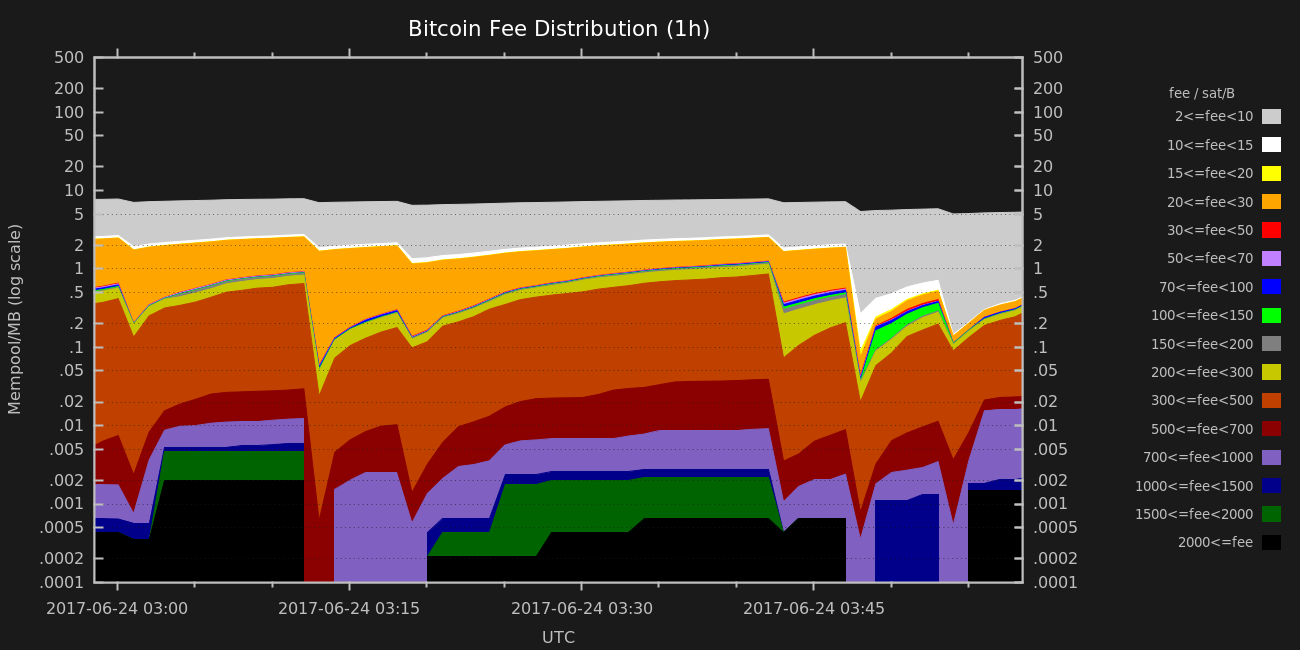 Bitcoin Fee Distribution (1h)
Mempool/MB (log scale)
500
200
100
50
20
10
5
2
1
.5
.2
.1
.05
.02
.01
.005
.002
.001
.0005
.0002
.0001
500
200
100
50
20
10
5
2
1
.5
.2
.1
.05
.02
.01
.005
.002
.001
.0005
.0002
.0001
2017-06-24 03:00
2017-06-24 03:15
2017-06-24 03:30
2017-06-24 03:45
UTC
fee / sat/B
2<=fee<10
10<=fee<15
15<=fee<20
20<=fee<30
30<=fee<50
50<=fee<70
70<=fee<100
100<=fee<150
150<=fee<200
200<=fee<300
300<=fee<500
500<=fee<700
700<=fee<1000
1000<=fee<1500
1500<=fee<2000
2000<=fee